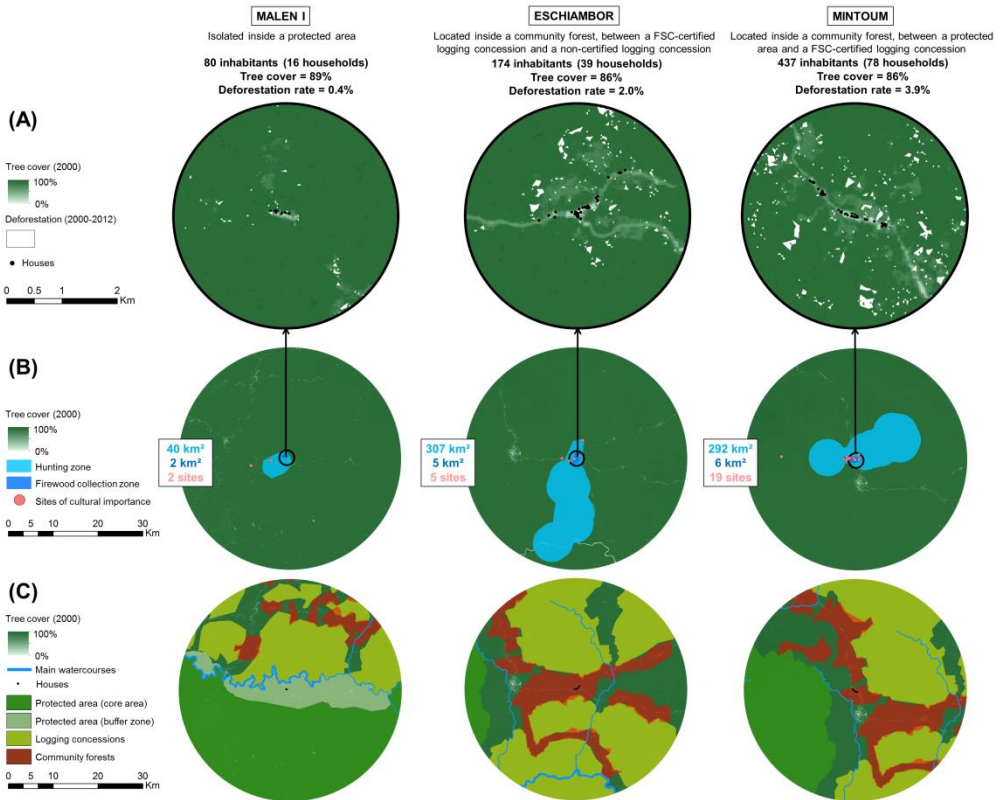 MALEN I
Isolated inside a protected area
80 inhabitants (16 households)
Tree cover = 89%
Deforestation rate = 0.4%
ESCHIAMBOR
Located inside a community forest, between a FSC-certified
logging concession and a non-certified logging concession
174 inhabitants (39 households)
Tree cover = 86%
Deforestation rate = 2.0%
MINTOUM
Located inside a community forest, between a protected
area and a FSC-certified logging concession
437 inhabitants (78 households)
Tree cover = 86%
Deforestation rate = 3.9%
(A)
Tree cover (2000)
100%
0%
Deforestation (2000-2012)
Houses
0 0.5 1 2
Km
(B)
Tree cover (2000)
100%
0%
Hunting zone
Firewood collection zone
Sites of cultural importance
0 5 10 20 30
Km
40 km²
2 km²
2 sites
307 km²
5 km²
5 sites
292 km²
6 km²
19 sites
(C)
Tree cover (2000)
100%
0%
Main watercourses
Houses
Protected area (core area)
Protected area (buffer zone)
Logging concessions
Community forests
0 5 10 20 30
Km